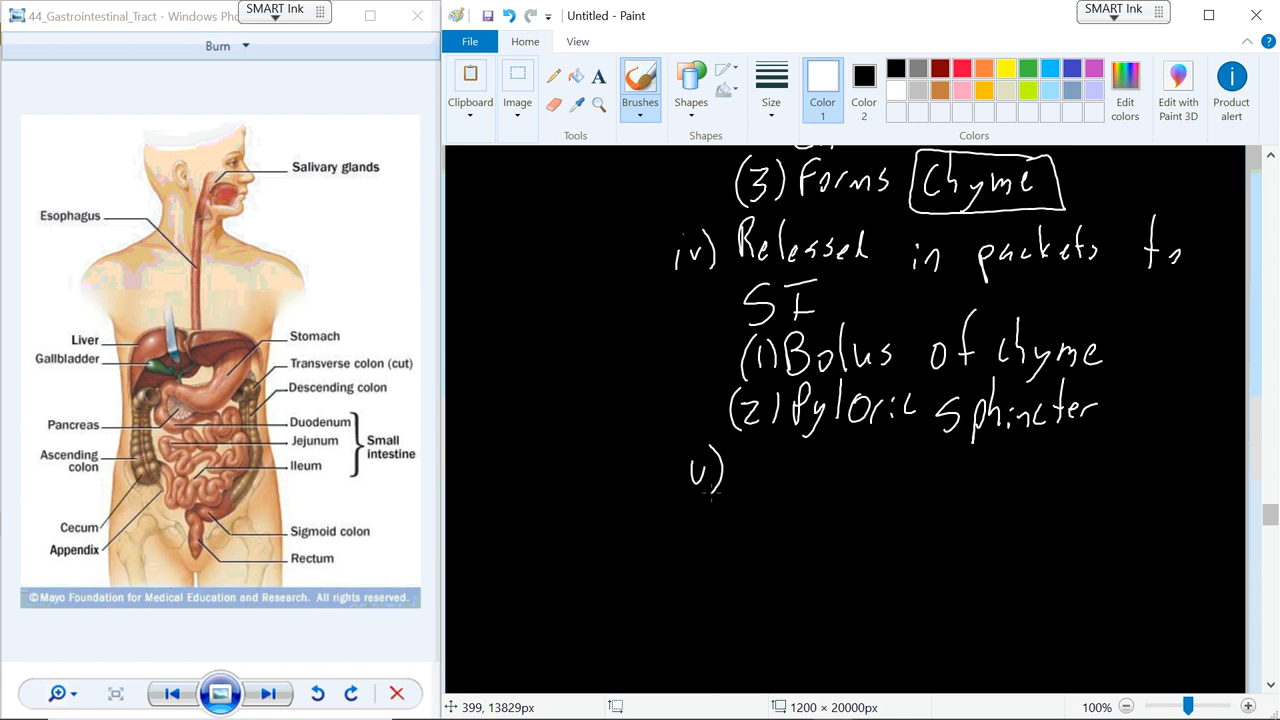 44_Gastrointestinal_Tract - Windows Pho
SMART Ink
Burn
Salivary glands
Esophagus
Liver
Gallbladder
Stomach
Transverse colon (cut)
Descending colon
Pancreas
Duodenum
Jejunum
Ileum
Small
intestine
Ascending
colon
Cecum
Appendix
Sigmoid colon
Rectum
©Mayo Foundation for Medical Education and Research. All rights reserved.
Untitled - Paint
SMART Ink
File
Home
View
Clipboard
Image
Tools
Brushes
Shapes
Shapes
Size
Color
1
Color
2
Colors
Edit
colors
Edit with
Paint 3D
Product
alert
(3) Forms Chyme
iv) Released in packets to
SI
(1) Bolus of chyme
(2) Pyloric sphincter
v)
399, 13829px
1200 × 20000px
100%